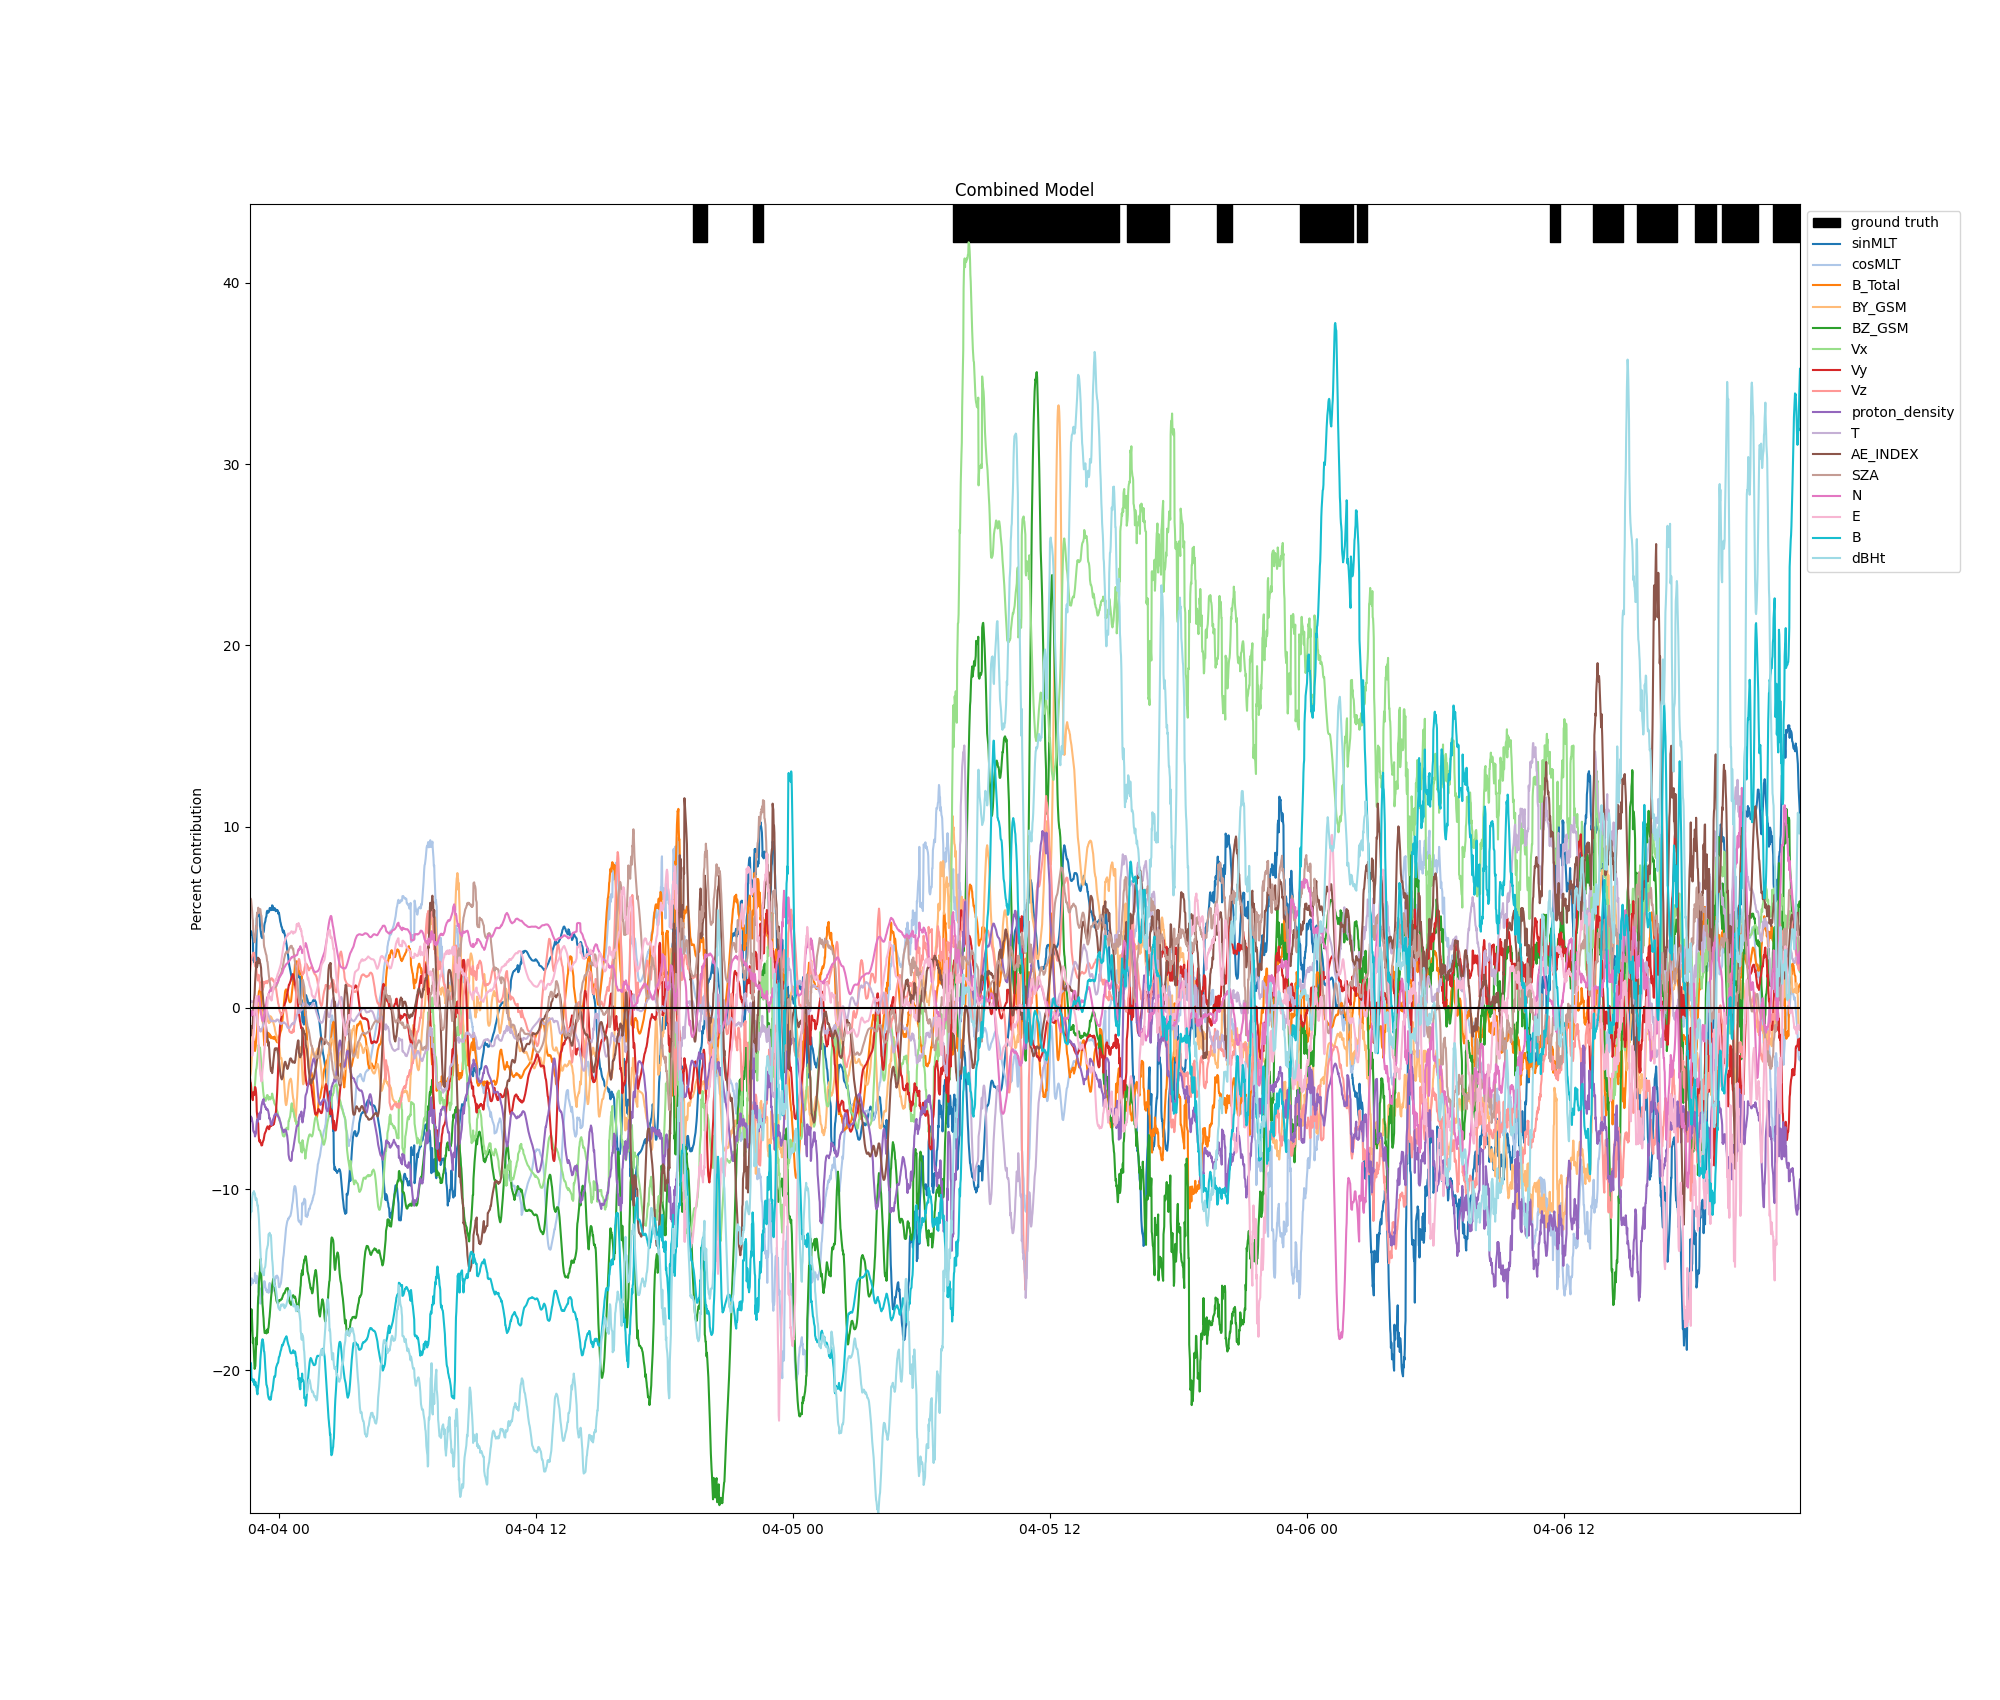 Combined Model
Percent Contribution
40
30
20
10
0
−10
−20
04-04 00
04-04 12
04-05 00
04-05 12
04-06 00
04-06 12
ground truth
sinMLT
cosMLT
B_Total
BY_GSM
BZ_GSM
Vx
Vy
Vz
proton_density
T
AE_INDEX
SZA
N
E
B
dBHt